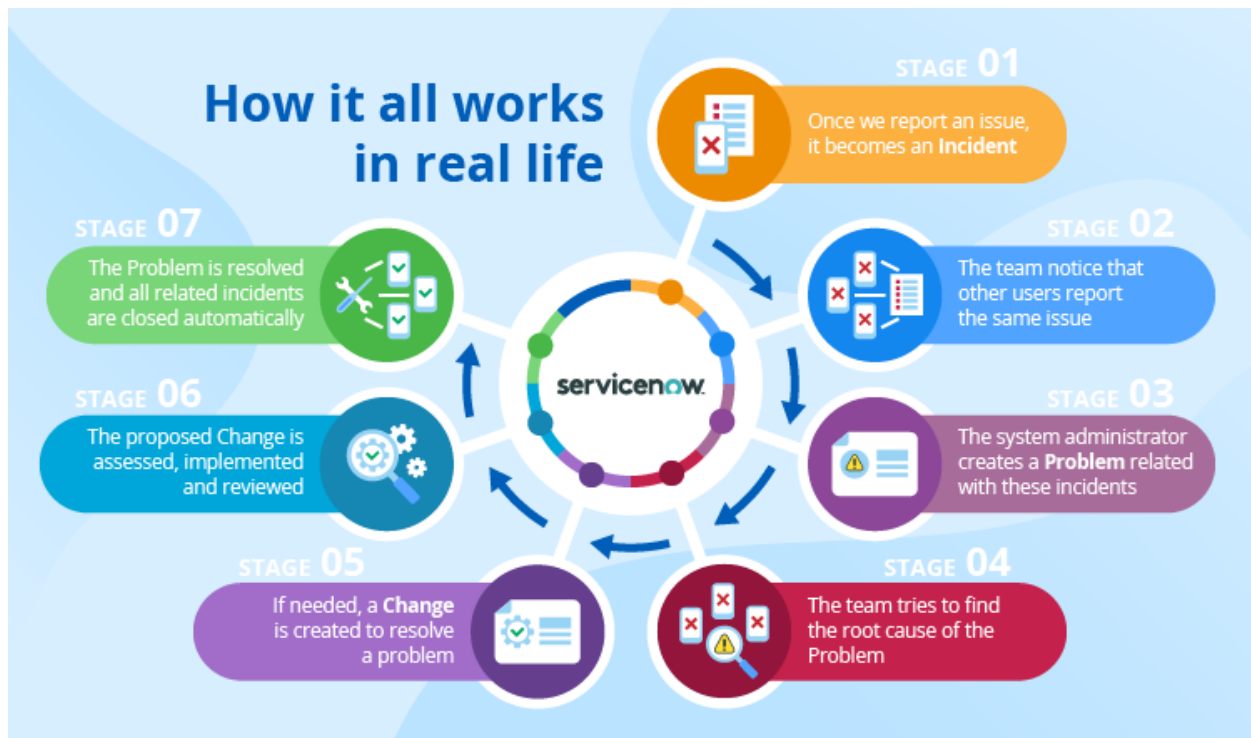 How it all works
in real life
STAGE 01
Once we report an issue,
it becomes an Incident
STAGE 02
The team notice that
other users report
the same issue
STAGE 03
The system administrator
creates a Problem related
with these incidents
STAGE 04
The team tries to find
the root cause of the
Problem
STAGE 05
If needed, a Change
is created to resolve
a problem
STAGE 06
The proposed Change is
assessed, implemented
and reviewed
STAGE 07
The Problem is resolved
and all related incidents
are closed automatically
servicenow.